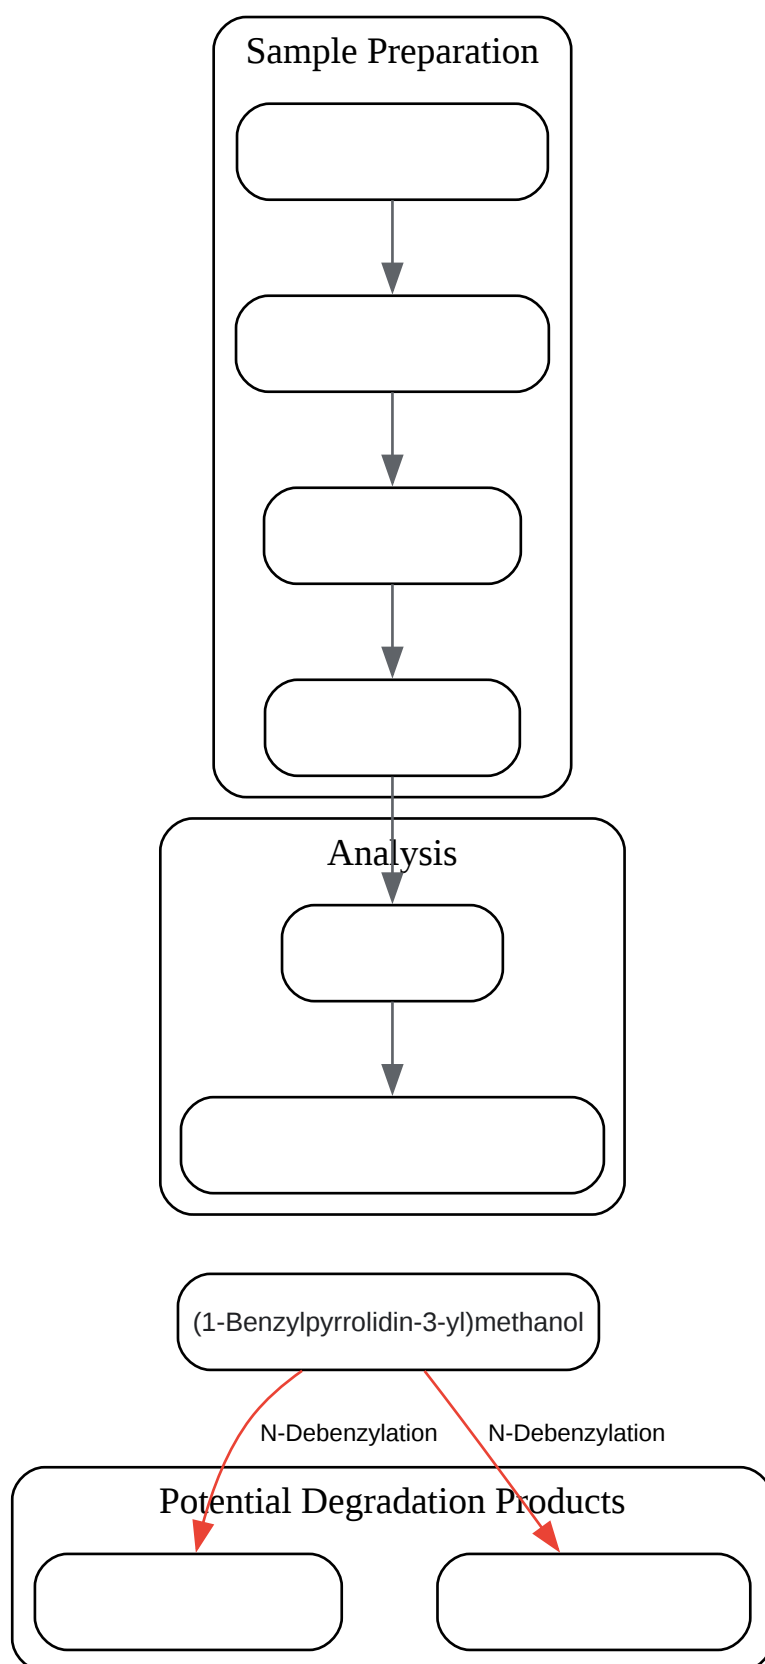 Sample Preparation
Analysis
(1-Benzylpyrrolidin-3-yl)methanol
N-Debenzylation
N-Debenzylation
Potential Degradation Products